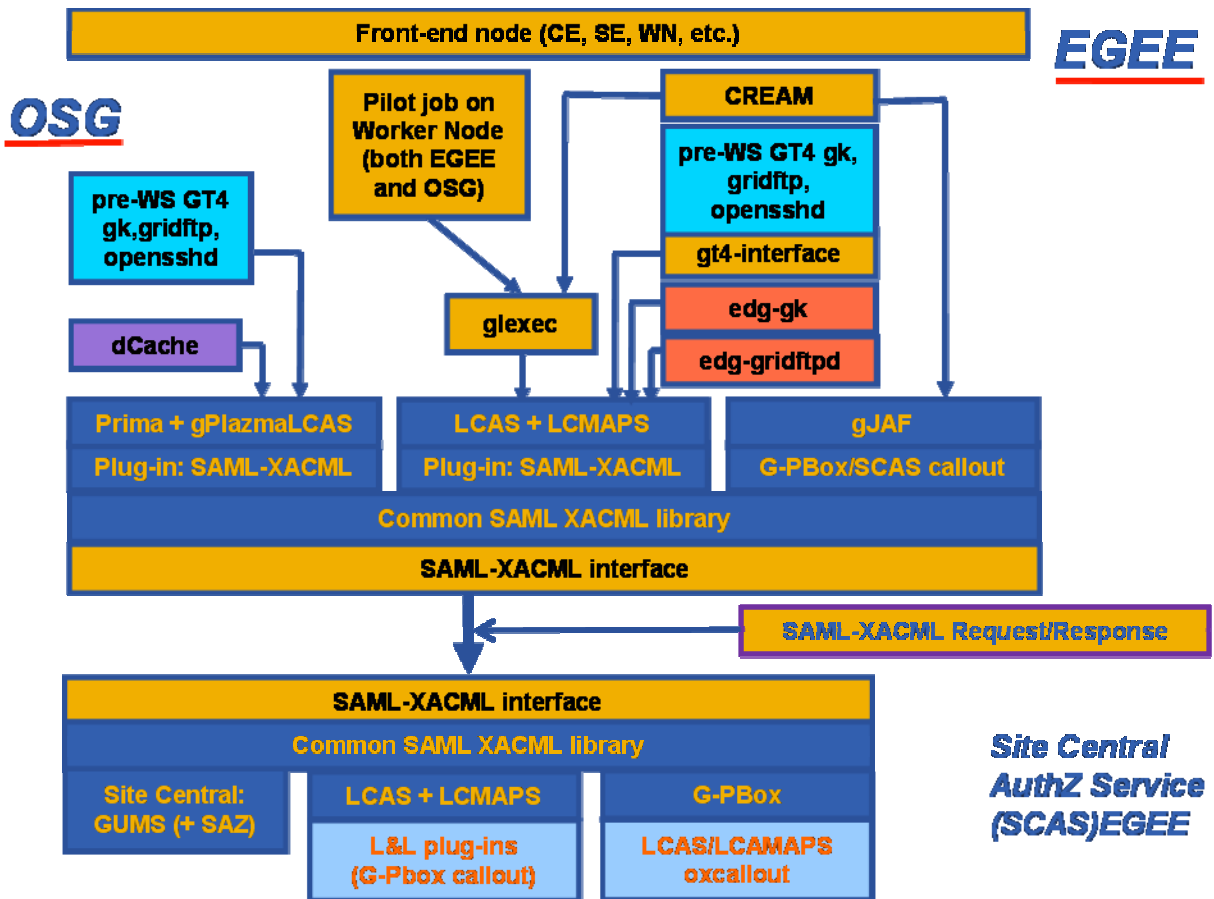 Front-end node (CE, SE, WN, etc.)
EGEE
OSG
Pilot job on
Worker Node
(both EGEE
and OSG)
CREAM
pre-WS GT4 gk,
gridftp,
opensshd
gt4-interface
edg-gk
edg-gridftpd
pre-WS GT4
gk,gridftp,
opensshd
dCache
glexec
Prima + gPlazmaLCAS
Plug-in: SAML-XACML
LCAS + LCMAPS
Plug-in: SAML-XACML
gJAF
G-PBox/SCAS callout
Common SAML XACML library
SAML-XACML interface
SAML-XACML Request/Response
SAML-XACML interface
Common SAML XACML library
Site Central:
GUMS (+ SAZ)
LCAS + LCMAPS
L&L plug-ins
(G-Pbox callout)
G-PBox
LCAS/LCAMAPS
oxcallout
Site Central
AuthZ Service
(SCAS)EGEE